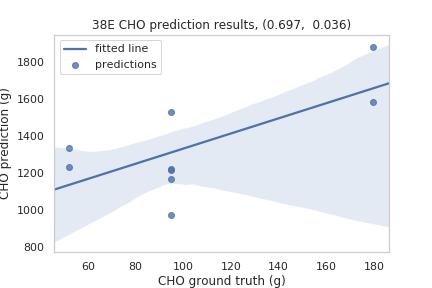 38E CHO prediction results, (0.697,  0.036)
fitted line
predictions
CHO prediction (g)
1800
1600
1400
1200
1000
800
60 80 100 120 140 160 180
CHO ground truth (g)